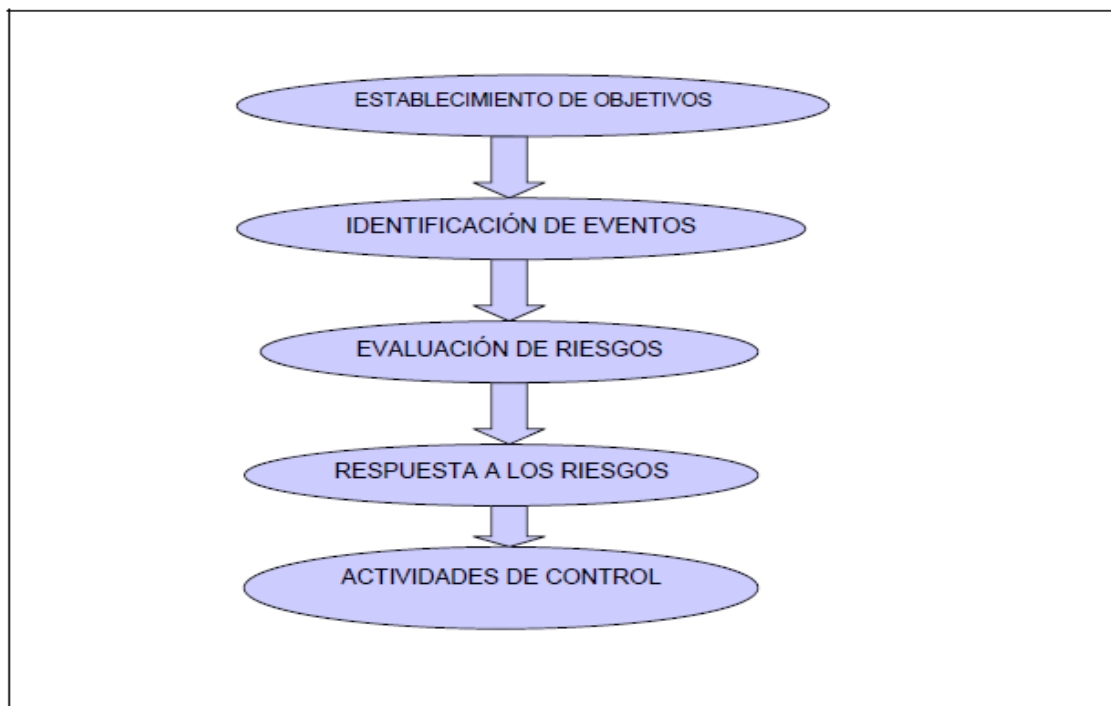 ESTABLECIMIENTO DE OBJETIVOS
IDENTIFICACIÓN DE EVENTOS
EVALUACIÓN DE RIESGOS
RESPUESTA A LOS RIESGOS
ACTIVIDADES DE CONTROL